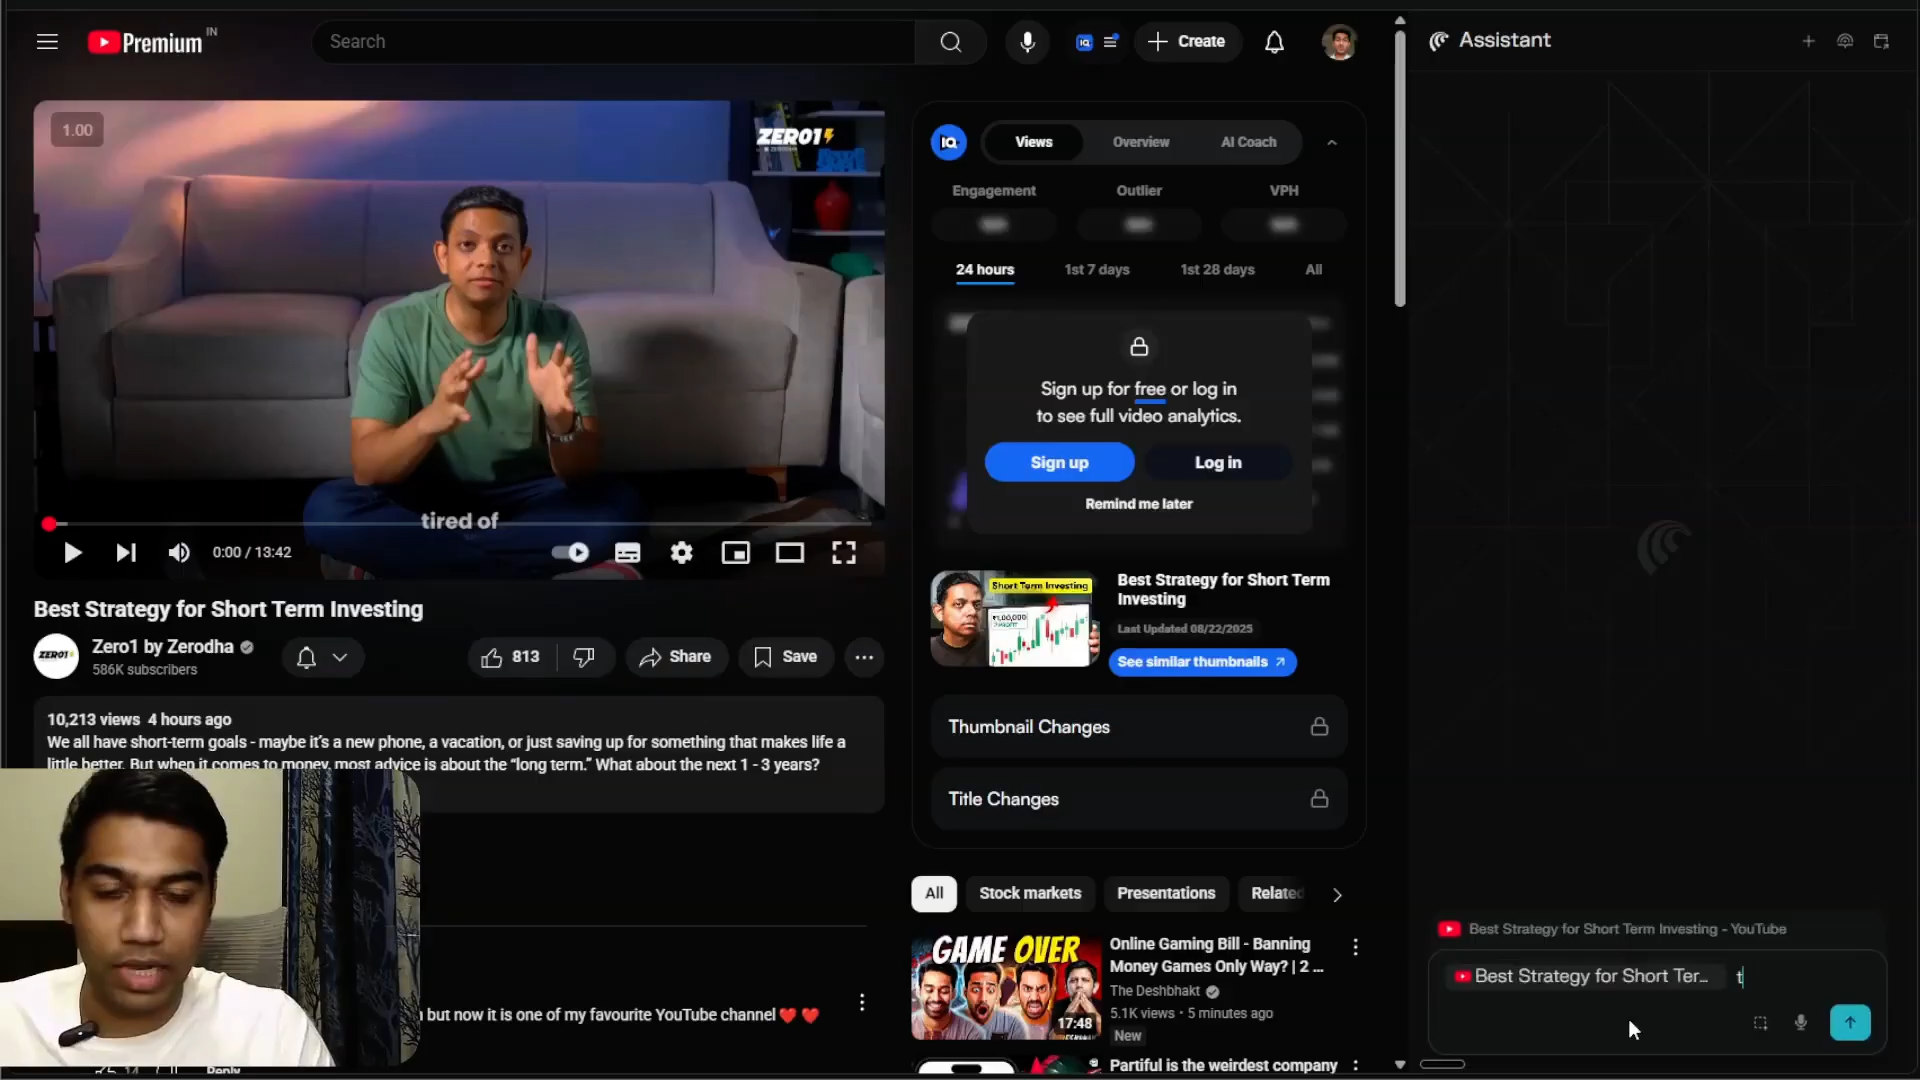 Premium IN
Search
Create
Assistant
1.00
ZERO1
tired of
0:00 / 13:42
Best Strategy for Short Term Investing
ZERO1
Zero1 by Zerodha
586K subscribers
813
Share
Save
10,213 views 4 hours ago
We all have short-term goals - maybe it's a new phone, a vacation, or just saving up for something that makes life a
little better. But when it comes to money, most advice is about the “long term.” What about the next 1 - 3 years?
but now it is one of my favourite YouTube channel❤️❤️
14
Reply
IQ
Views
Overview
AI Coach
Engagement
Outlier
VPH
24 hours
1st 7 days
1st 28 days
All
Sign up for free or log in
to see full video analytics.
Sign up
Log in
Remind me later
Short Term Investing
₹1,00,000
Best Strategy for Short Term
Investing
Last Updated 08/22/2025
See similar thumbnails
Thumbnail Changes
Title Changes
All
Stock markets
Presentations
Related
GAME OVER
17:48
Online Gaming Bill - Banning
Money Games Only Way? | 2 ...
The Deshbhakt
5.1K views • 5 minutes ago
New
Partiful is the weirdest company
Best Strategy for Short Term Investing - YouTube
Best Strategy for Short Ter... t